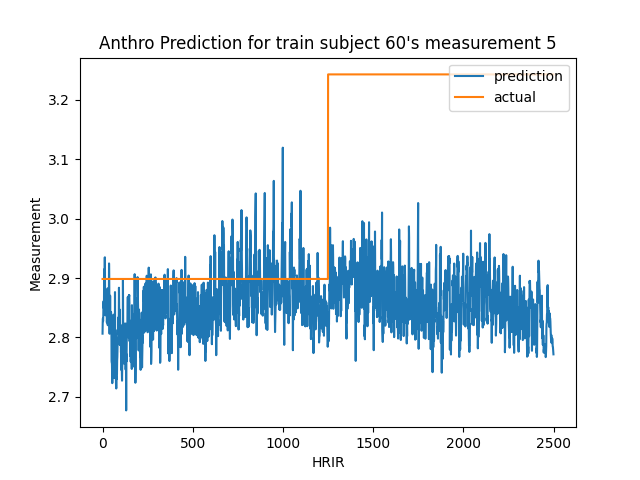 Anthro Prediction for train subject 60's measurement 5
prediction
actual
Measurement
3.2
3.1
3.0
2.9
2.8
2.7
0
500
1000
1500
2000
2500
HRIR